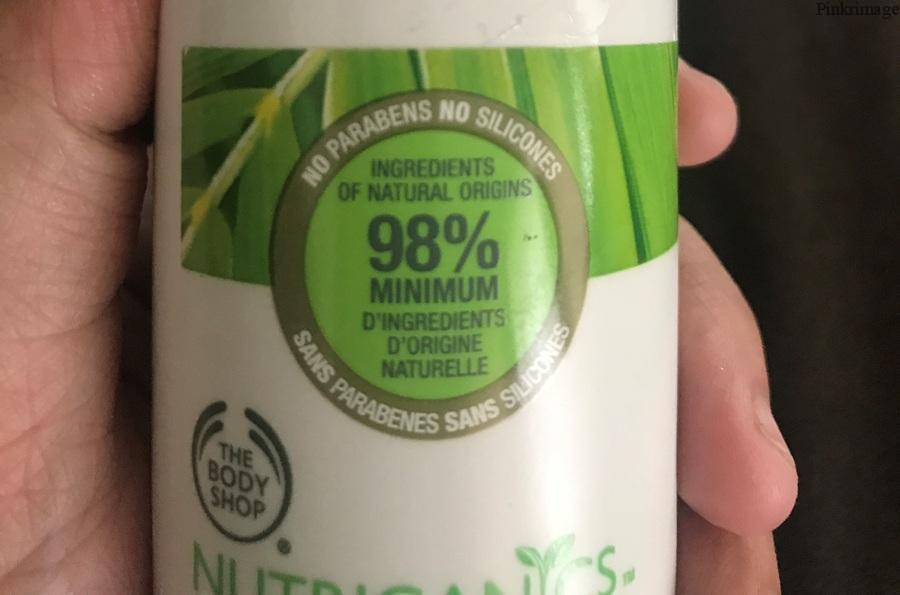 Pinkrimage
NO PARABENS NO SILICONES
INGREDIENTS
OF NATURAL ORIGINS
98%
MINIMUM
D'INGREDIENTS
D'ORIGINE
NATURELLE
SANS PARABENES SANS SILICONES
THE
BODY
SHOP
NUTRIGANICS™